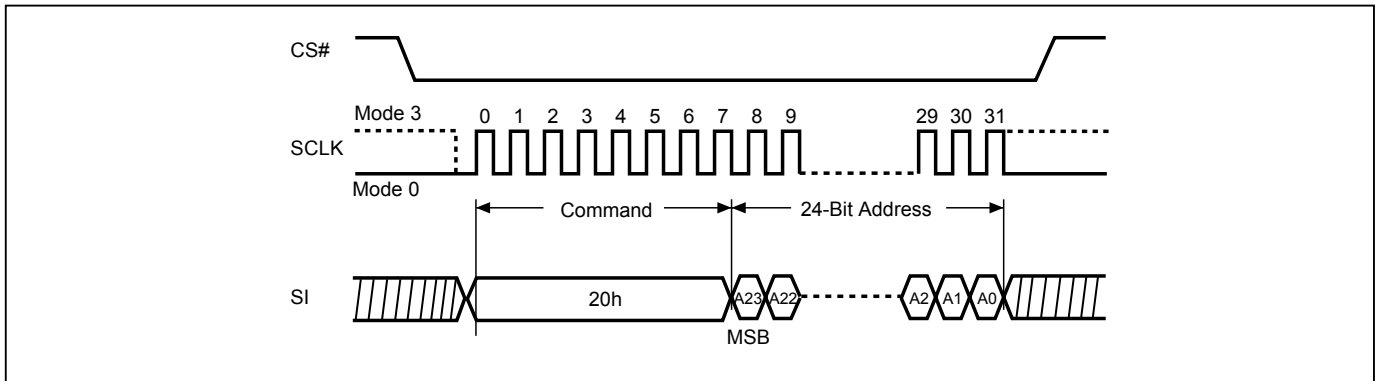 CS#
Mode 3
0 1 2 3 4 5 6 7 8 9 29 30 31
SCLK
Mode 0
Command 24-Bit Address
SI 20h A23 A22 A2 A1 A0
MSB